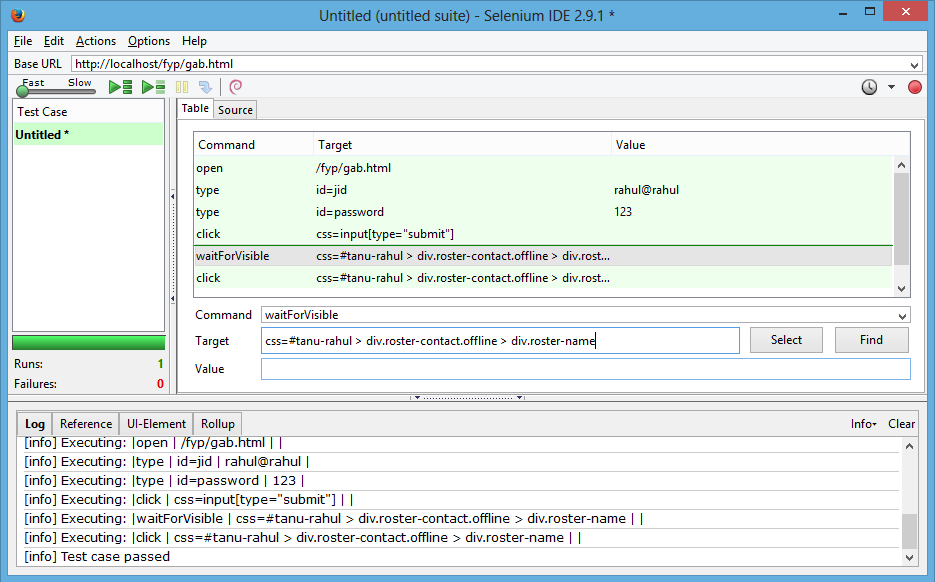 Untitled (untitled suite) - Selenium IDE 2.9.1 *
File Edit Actions Options Help
Base URL http://localhost/fyp/gab.html
Fast Slow
Test Case
Untitled *
Runs: 1
Failures: 0
Table Source
Command Target Value
open /fyp/gab.html
type id=jid rahul@rahul
type id=password 123
click css=input[type="submit"]
waitForVisible css=#tanu-rahul > div.roster-contact.offline > div.rost...
click css=#tanu-rahul > div.roster-contact.offline > div.rost...
Command waitForVisible
Target css=#tanu-rahul > div.roster-contact.offline > div.roster-name Select Find
Value
Log Reference UI-Element Rollup Info Clear
[info] Executing: |open | /fyp/gab.html | |
[info] Executing: |type | id=jid | rahul@rahul |
[info] Executing: |type | id=password | 123 |
[info] Executing: |click | css=input[type="submit"] | |
[info] Executing: |waitForVisible | css=#tanu-rahul > div.roster-contact.offline > div.roster-name | |
[info] Executing: |click | css=#tanu-rahul > div.roster-contact.offline > div.roster-name | |
[info] Test case passed